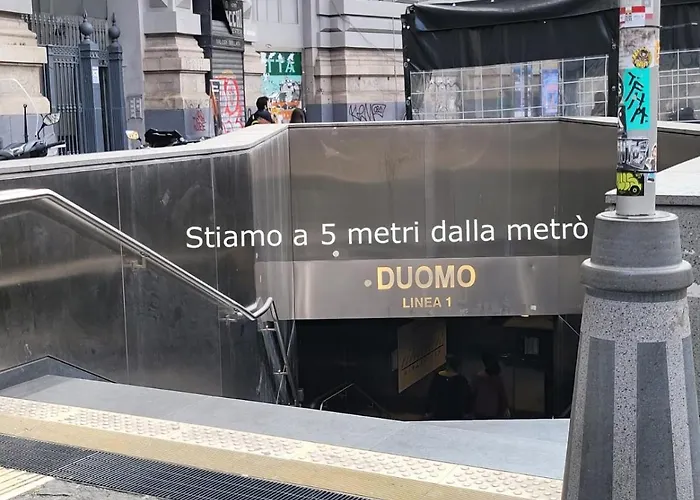 Stiamo a 5 metri dalla metrò
DUOMO
LINEA 1